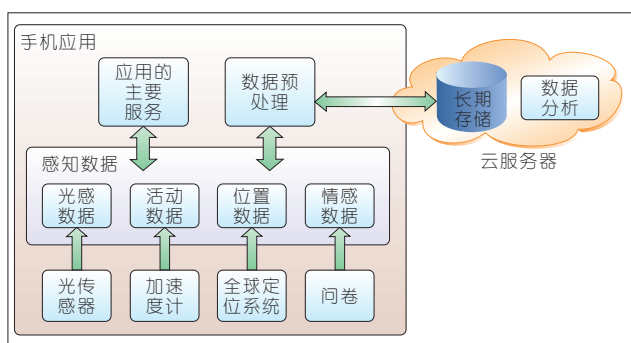 手机应用
应用的
主要
服务
数据预
处理
长期
存储
数据
分析
云服务器
感知数据
光感
数据
活动
数据
位置
数据
情感
数据
光传
感器
加速
度计
全球定
位系统
问卷